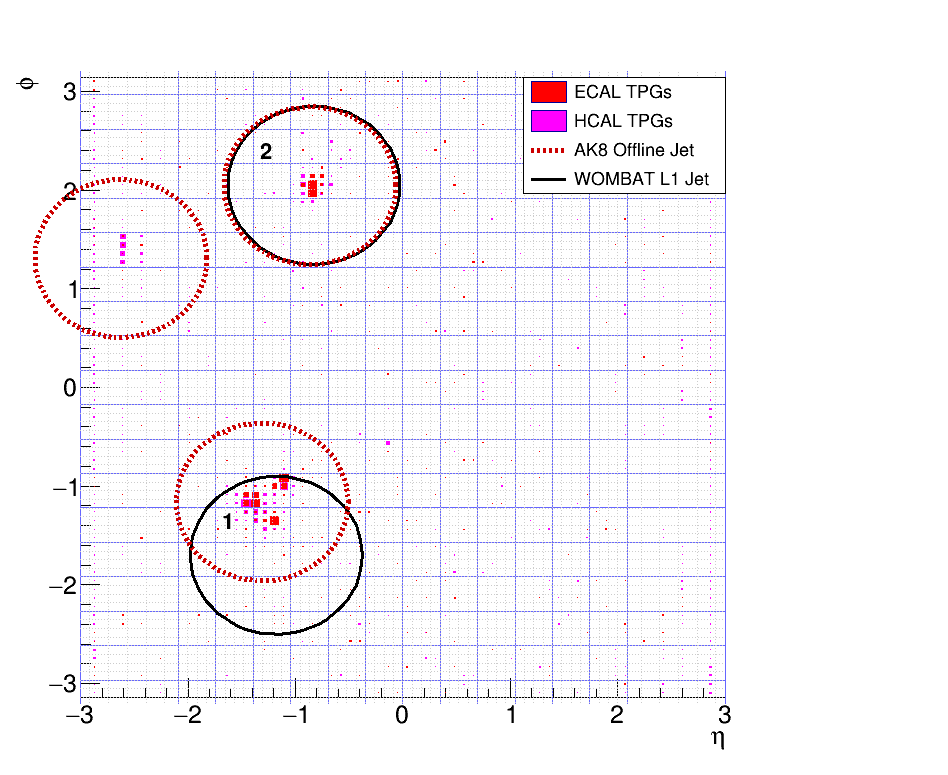 ϕ
3
2
1
0
−1
−2
−3
ECAL TPGs
HCAL TPGs
AK8 Offline Jet
WOMBAT L1 Jet
2
1
−3 −2 −1 0 1 2 3
η